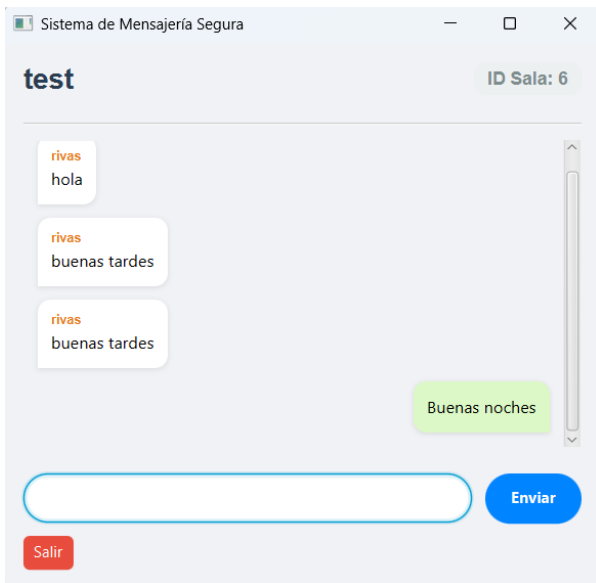 Sistema de Mensajería Segura
test
ID Sala: 6
rivas
hola
rivas
buenas tardes
rivas
buenas tardes
Buenas noches
Enviar
Salir